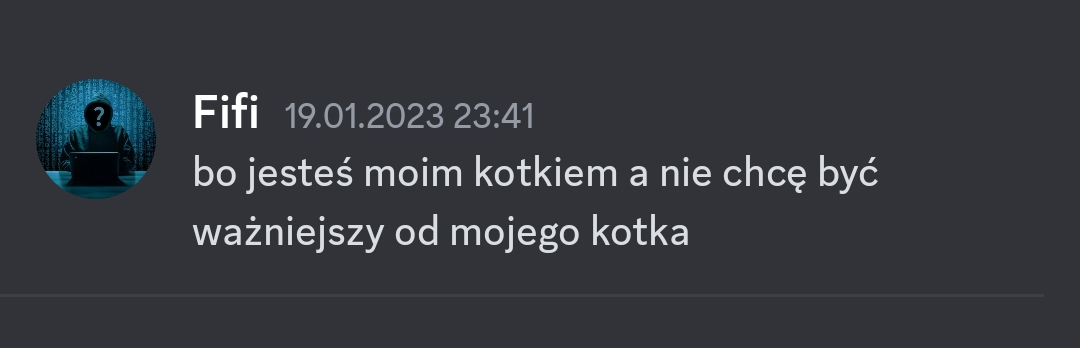 Fifi 19.01.2023 23:41
bo jesteś moim kotkiem a nie chcę być
ważniejszy od mojego kotka